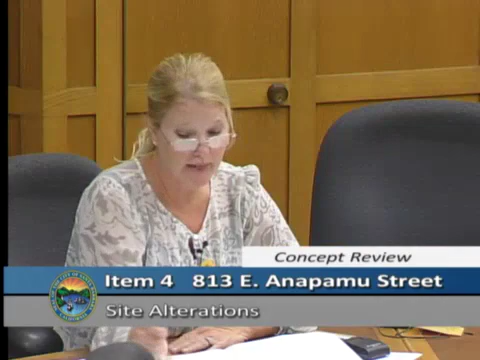 Concept Review
Item 4 813 E. Anapamu Street
Site Alterations